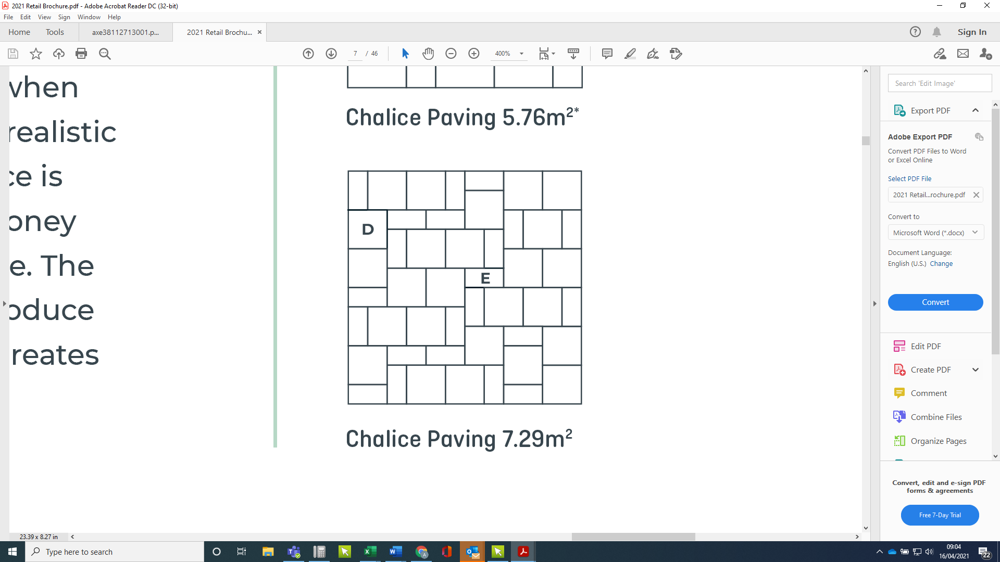 2021 Retail Brochure.pdf - Adobe Acrobat Reader DC (32-bit)
File Edit View Sign Window Help
Home Tools axe38112713001.p... 2021 Retail Brochu... ×
Sign In
7 / 46
400%
when
realistic
ce is
oney
e. The
oduce
reates
Chalice Paving 5.76m²*
D
E
Chalice Paving 7.29m²
Search 'Edit Image'
Export PDF
Adobe Export PDF
Convert PDF Files to Word
or Excel Online
Select PDF File
2021 Retail...rochure.pdf
Convert to
Microsoft Word (*.docx)
Document Language:
English (U.S.) Change
Convert
Edit PDF
Create PDF
Comment
Combine Files
Organize Pages
Convert, edit and e-sign PDF
forms & agreements
Free 7-Day Trial
23.39 x 8.27 in
Type here to search
09:04
16/04/2021
22